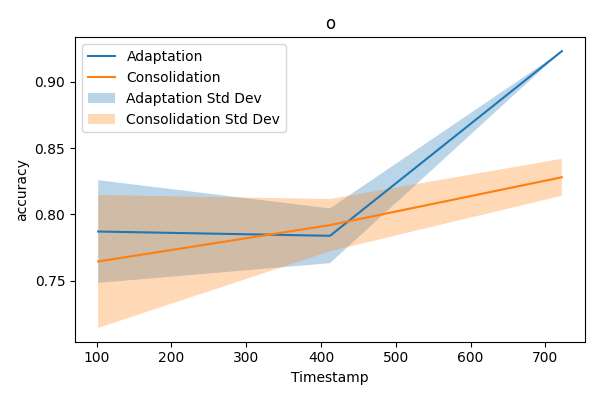 o
Adaptation
Consolidation
Adaptation Std Dev
Consolidation Std Dev
accuracy
0.90
0.85
0.80
0.75
100 200 300 400 500 600 700
Timestamp